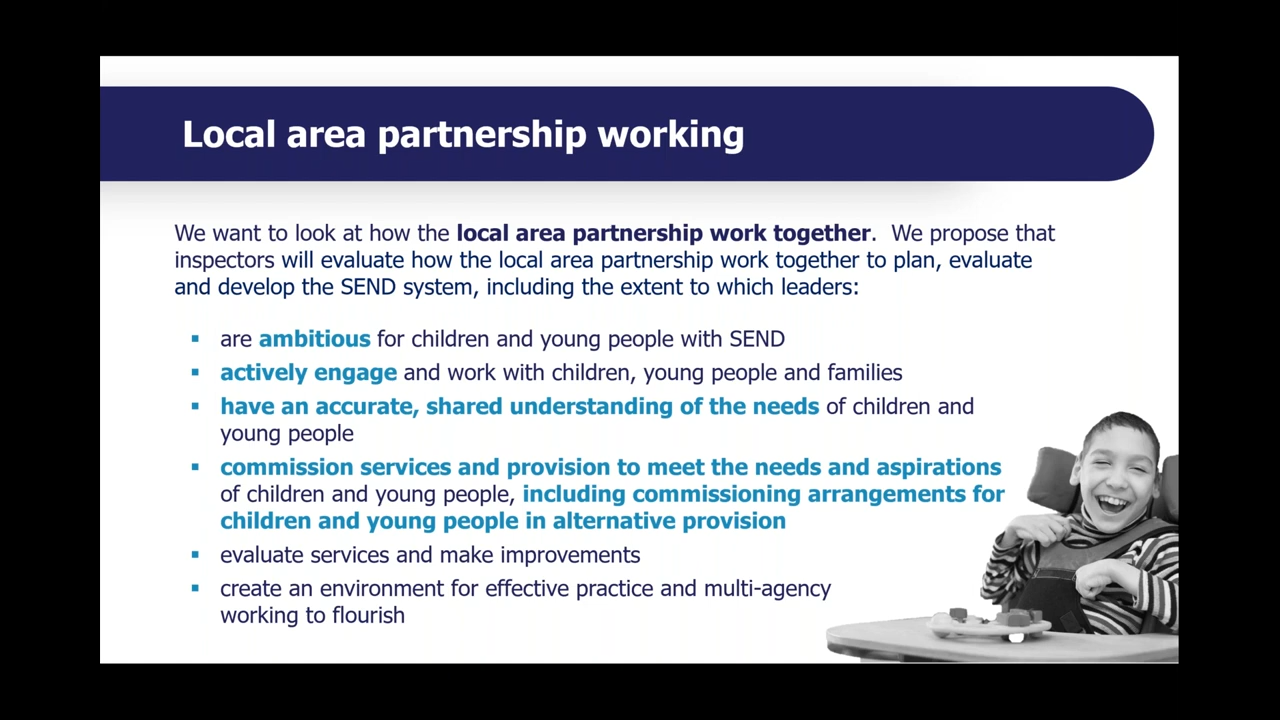 Local area partnership working
We want to look at how the local area partnership work together.  We propose that
inspectors will evaluate how the local area partnership work together to plan, evaluate
and develop the SEND system, including the extent to which leaders:
▪ are ambitious for children and young people with SEND
▪ actively engage and work with children, young people and families
▪ have an accurate, shared understanding of the needs of children and
young people
▪ commission services and provision to meet the needs and aspirations
of children and young people, including commissioning arrangements for
children and young people in alternative provision
▪ evaluate services and make improvements
▪ create an environment for effective practice and multi-agency
working to flourish